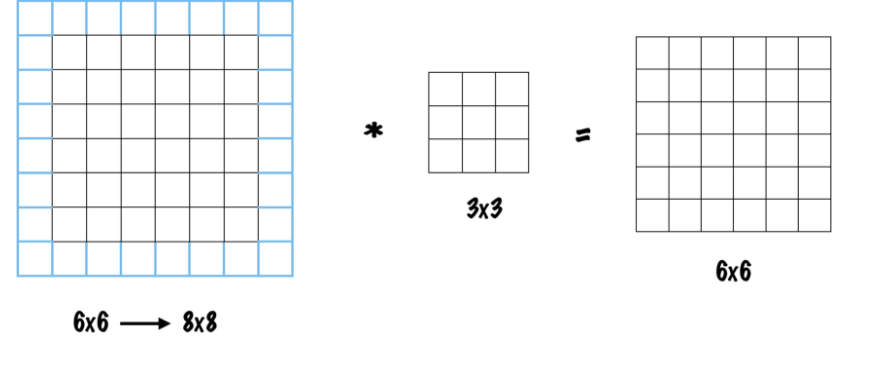 *
=
3x3
6x6
6x6 ⟶ 8x8